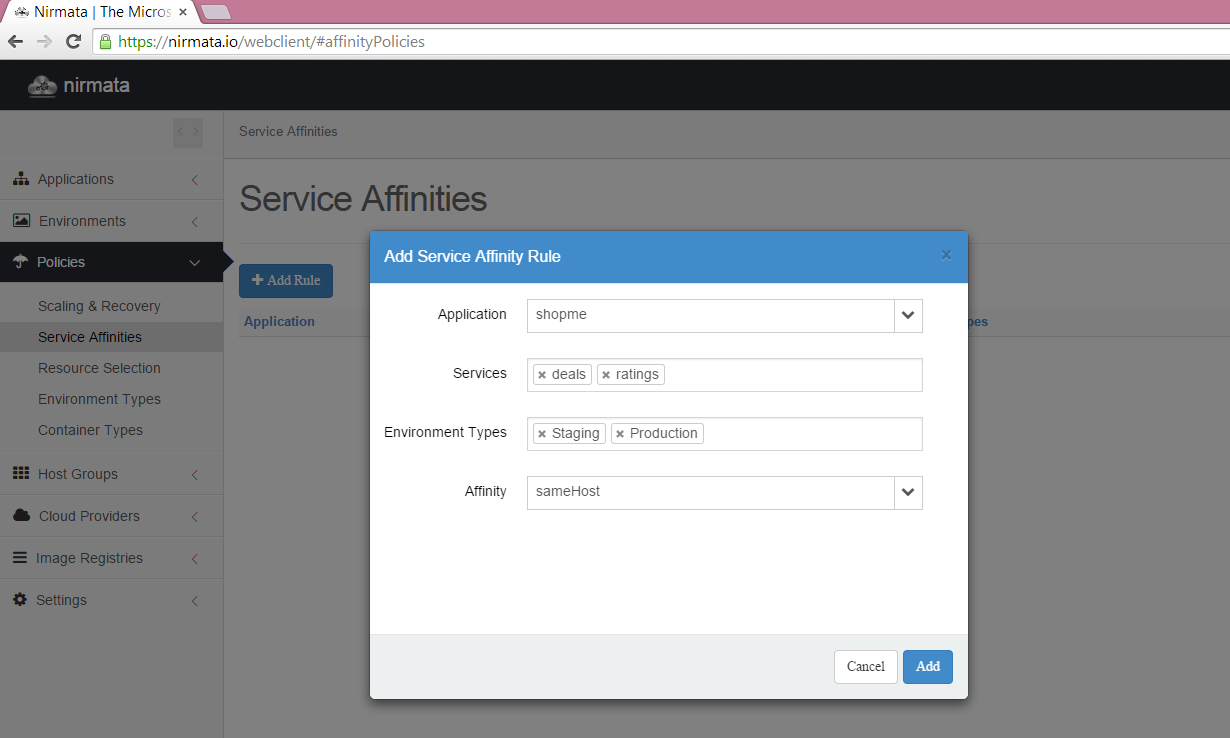 Nirmata | The Micros
https://nirmata.io/webclient/#affinityPolicies
nirmata
Service Affinities
Applications
Environments
Policies
Scaling & Recovery
Service Affinities
Resource Selection
Environment Types
Container Types
Host Groups
Cloud Providers
Image Registries
Settings
Service Affinities
Add Rule
Application
pes
Add Service Affinity Rule
Application shopme
Services deals ratings
Environment Types Staging Production
Affinity sameHost
Cancel Add